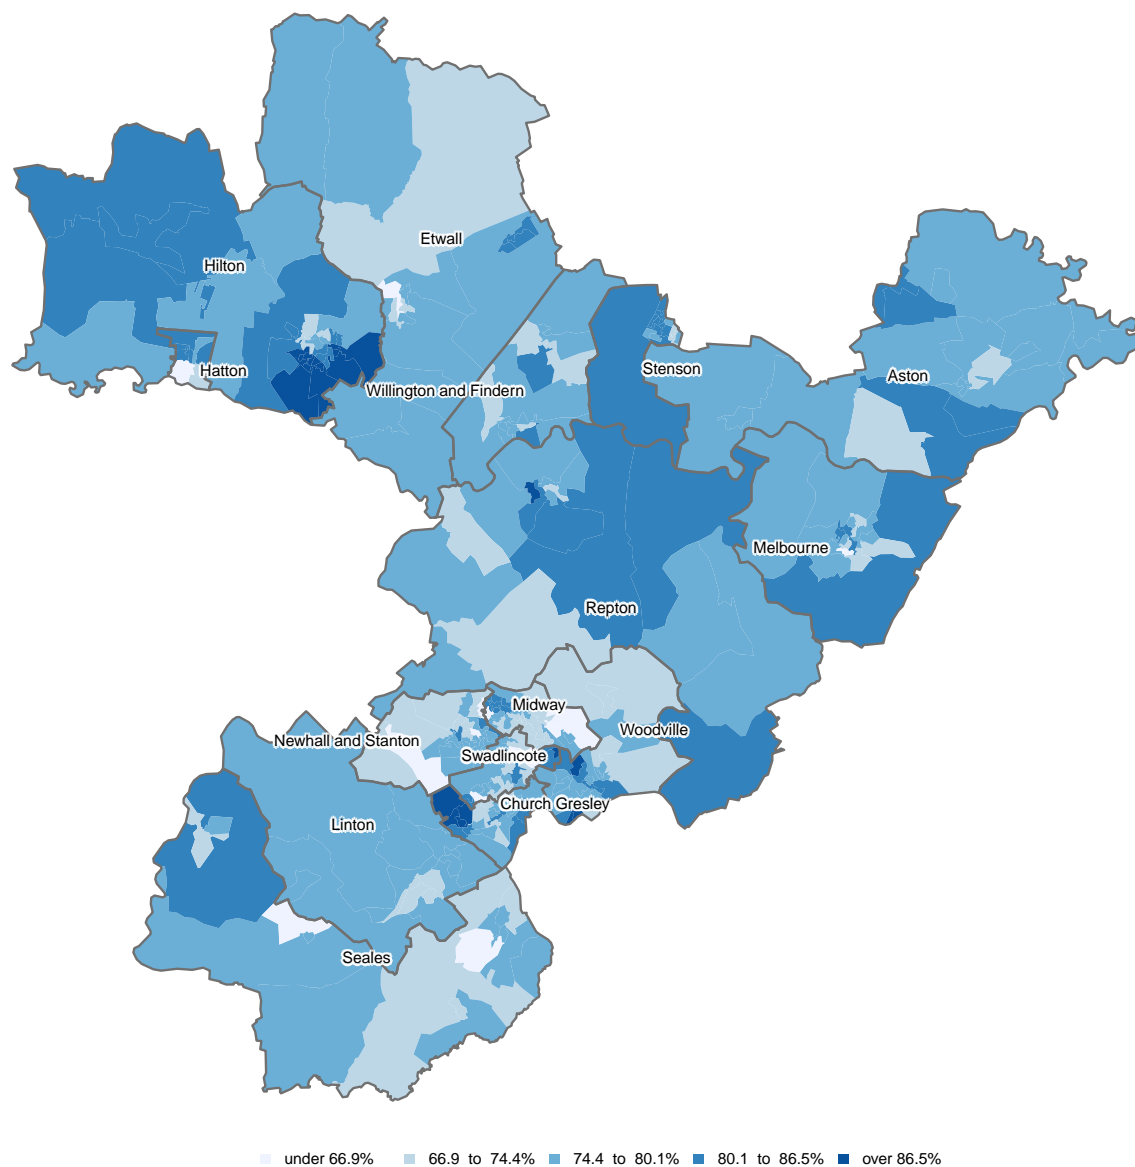 Etwall
Hilton
Hatton
Willington and Findern
Stenson
Aston
Melbourne
Repton
Midway
Woodville
Newhall and Stanton
Swadlincote
Church Gresley
Linton
Seales
under 66.9% 66.9 to 74.4% 74.4 to 80.1% 80.1 to 86.5% over 86.5%